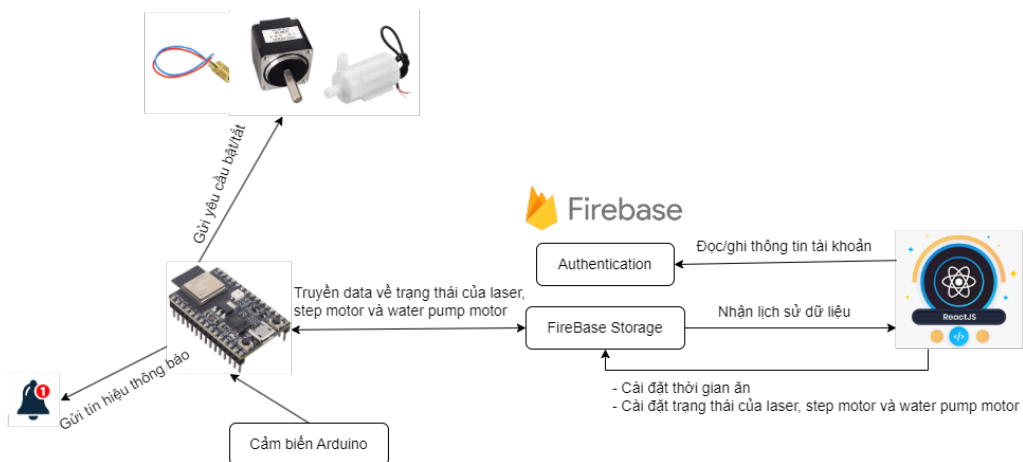 Gửi yêu cầu bật/tắt
Firebase
Authentication
Đọc/ghi thông tin tài khoản
Truyền data về trạng thái của laser,
step motor và water pump motor
FireBase Storage
Nhận lịch sử dữ liệu
ReactJS
</>
1
Gửi tín hiệu thông báo
- Cài đặt thời gian ăn
- Cài đặt trạng thái của laser, step motor và water pump motor
Cảm biến Arduino